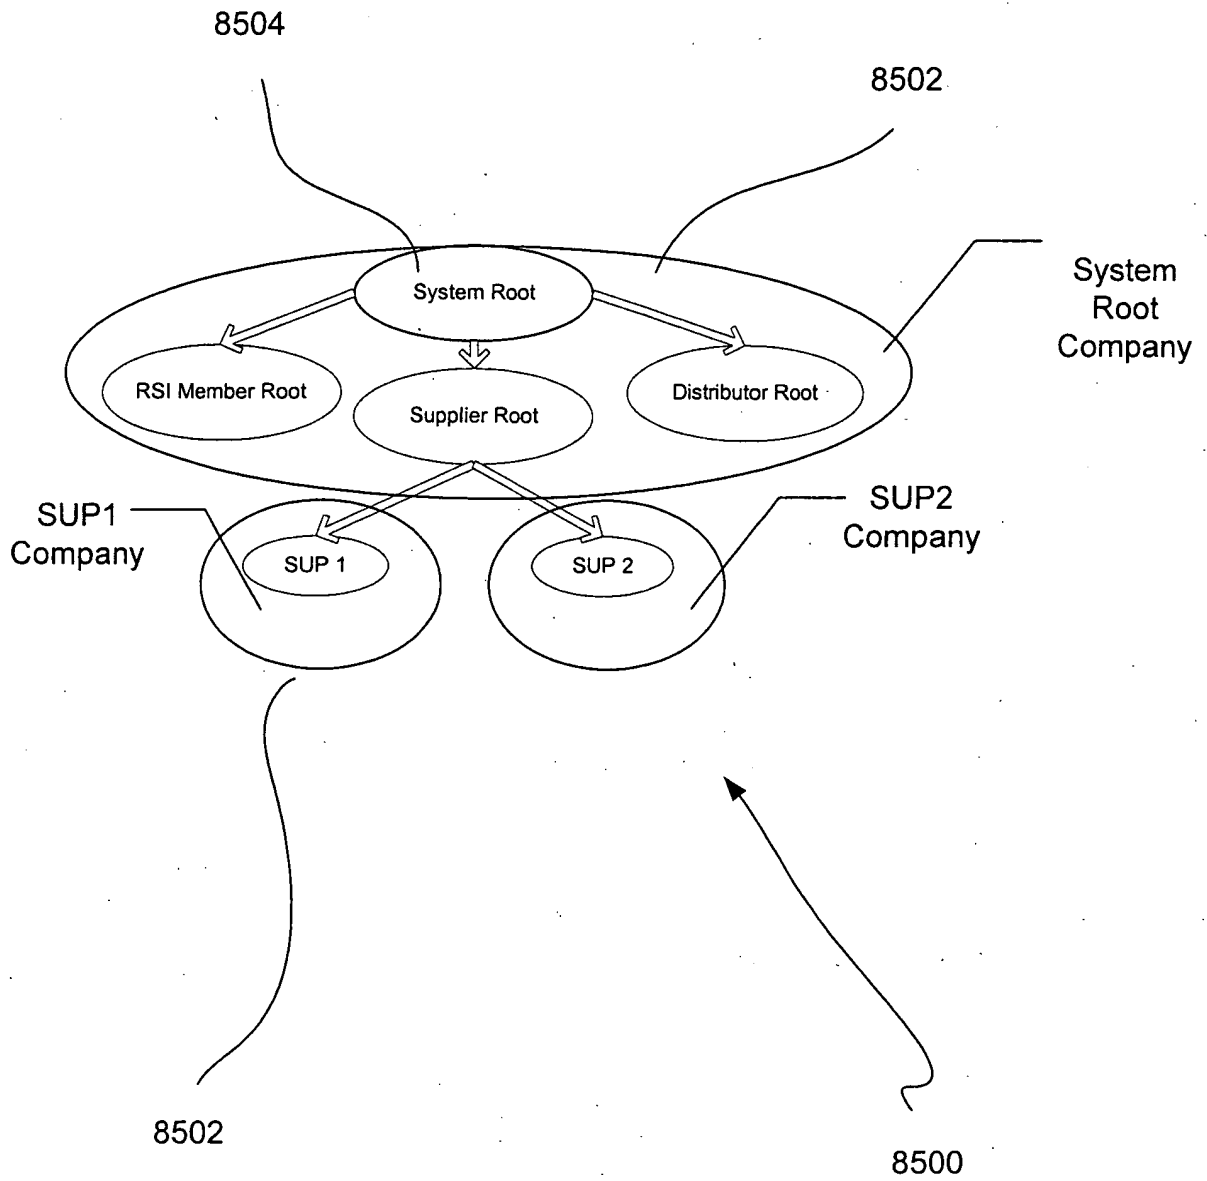 8504
8502
System
Root
Company
System Root
RSI Member Root
Supplier Root
Distributor Root
SUP1
Company
SUP2
Company
SUP 1
SUP 2
8502
8500